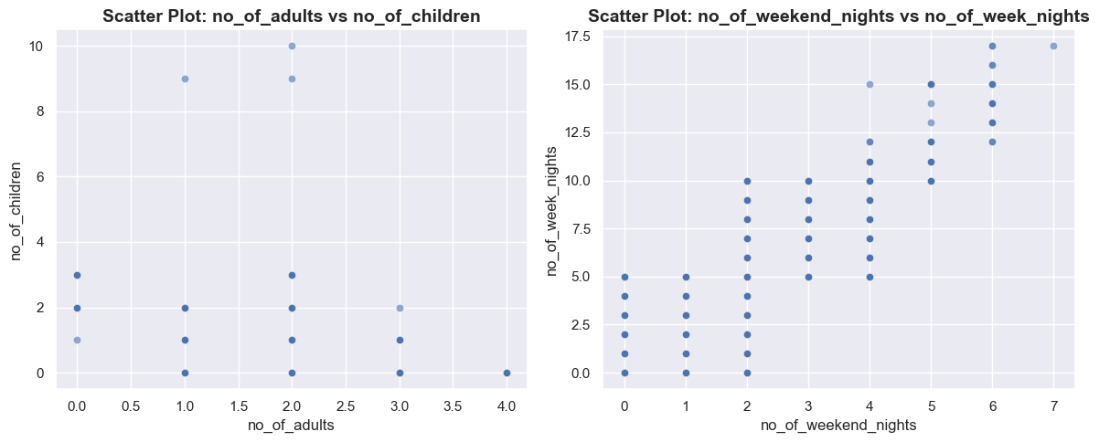 Scatter Plot: no_of_adults vs no_of_children
10
8
6
4
2
0
no_of_children
0.0 0.5 1.0 1.5 2.0 2.5 3.0 3.5 4.0
no_of_adults
Scatter Plot: no_of_weekend_nights vs no_of_week_nights
17.5
15.0
12.5
10.0
7.5
5.0
2.5
0.0
no_of_week_nights
0 1 2 3 4 5 6 7
no_of_weekend_nights